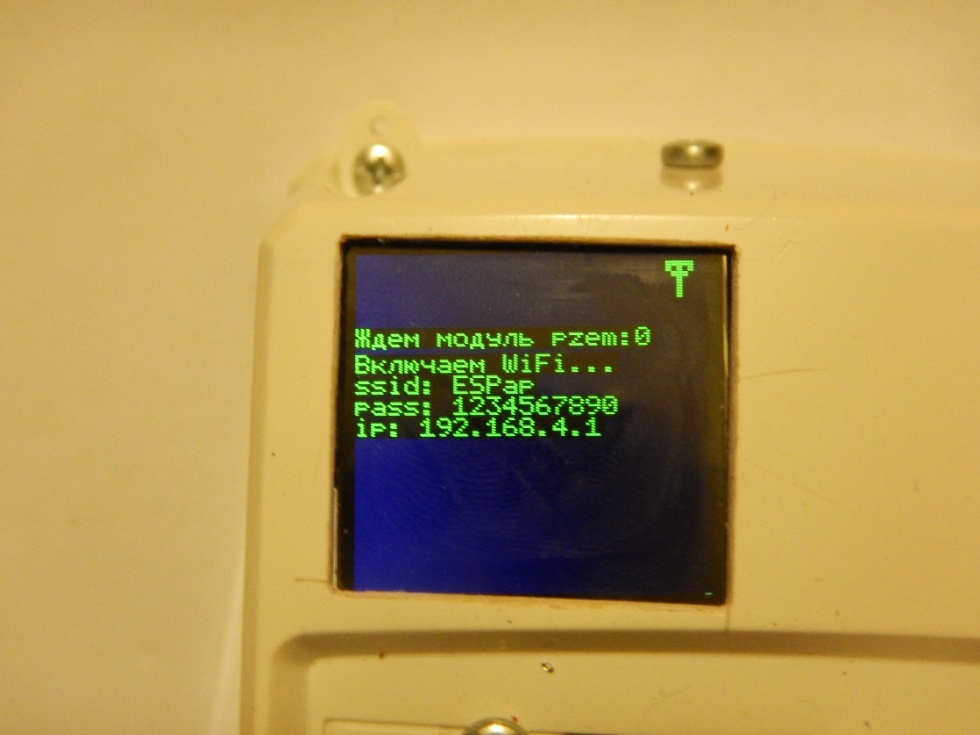 Ждем модуль pzem:0
Включаем WiFi...
ssid: ESPap
pass: 1234567890
ip: 192.168.4.1